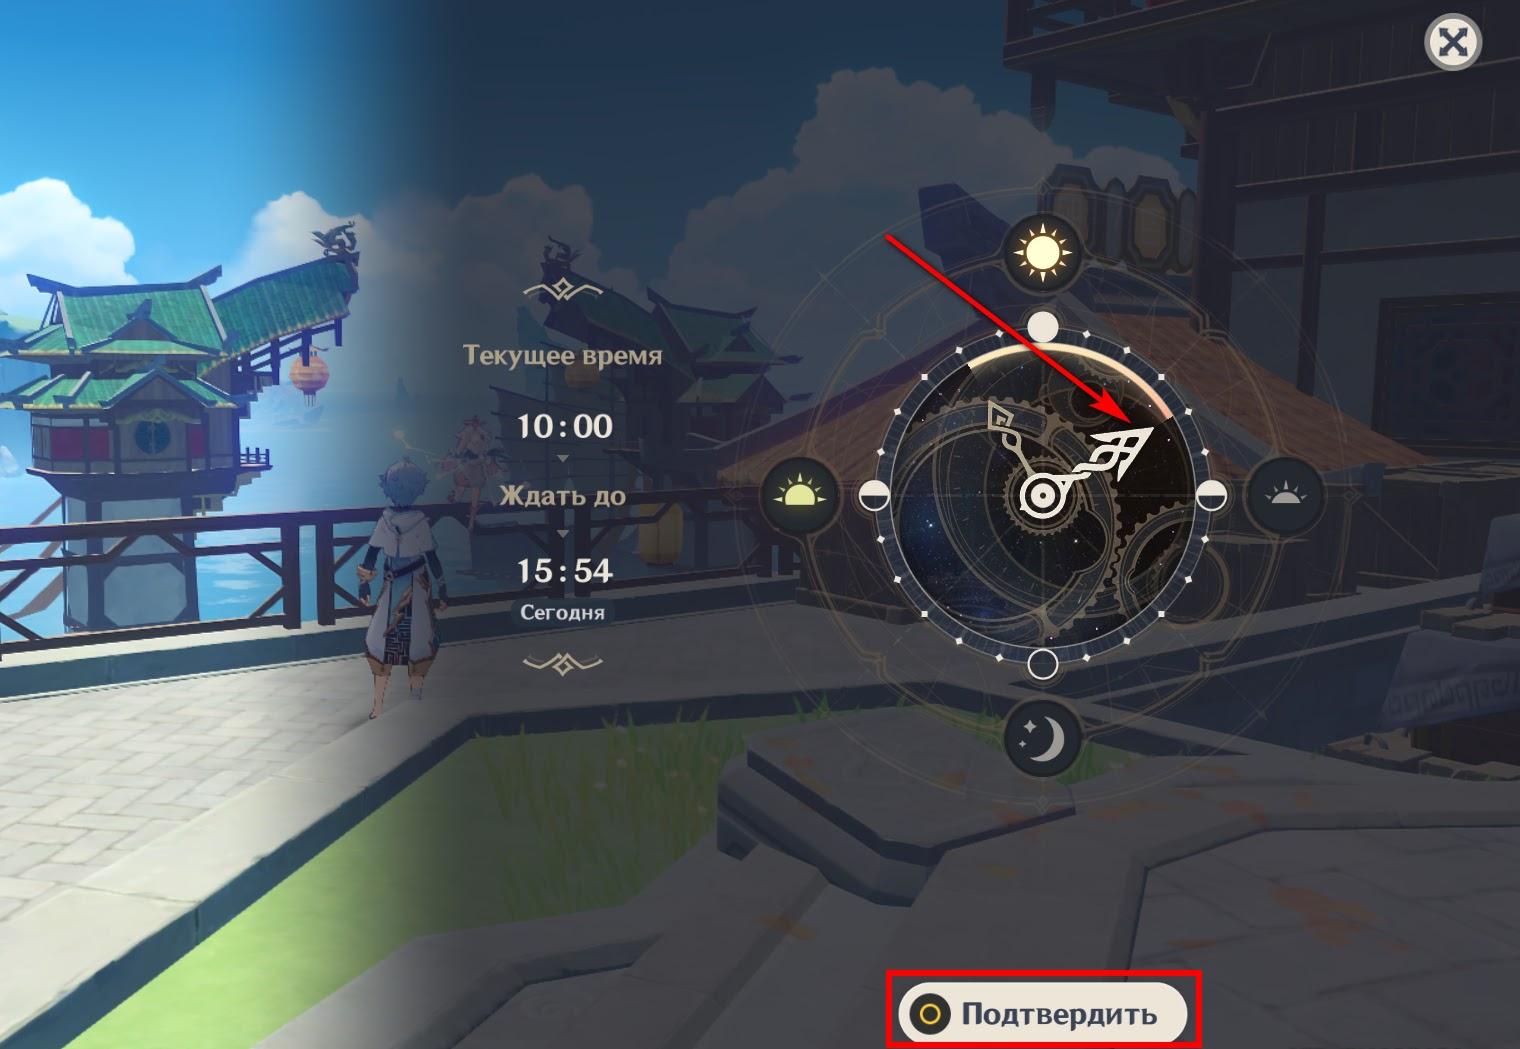 Текущее время
10:00
Ждать до
15:54
Сегодня
Подтвердить